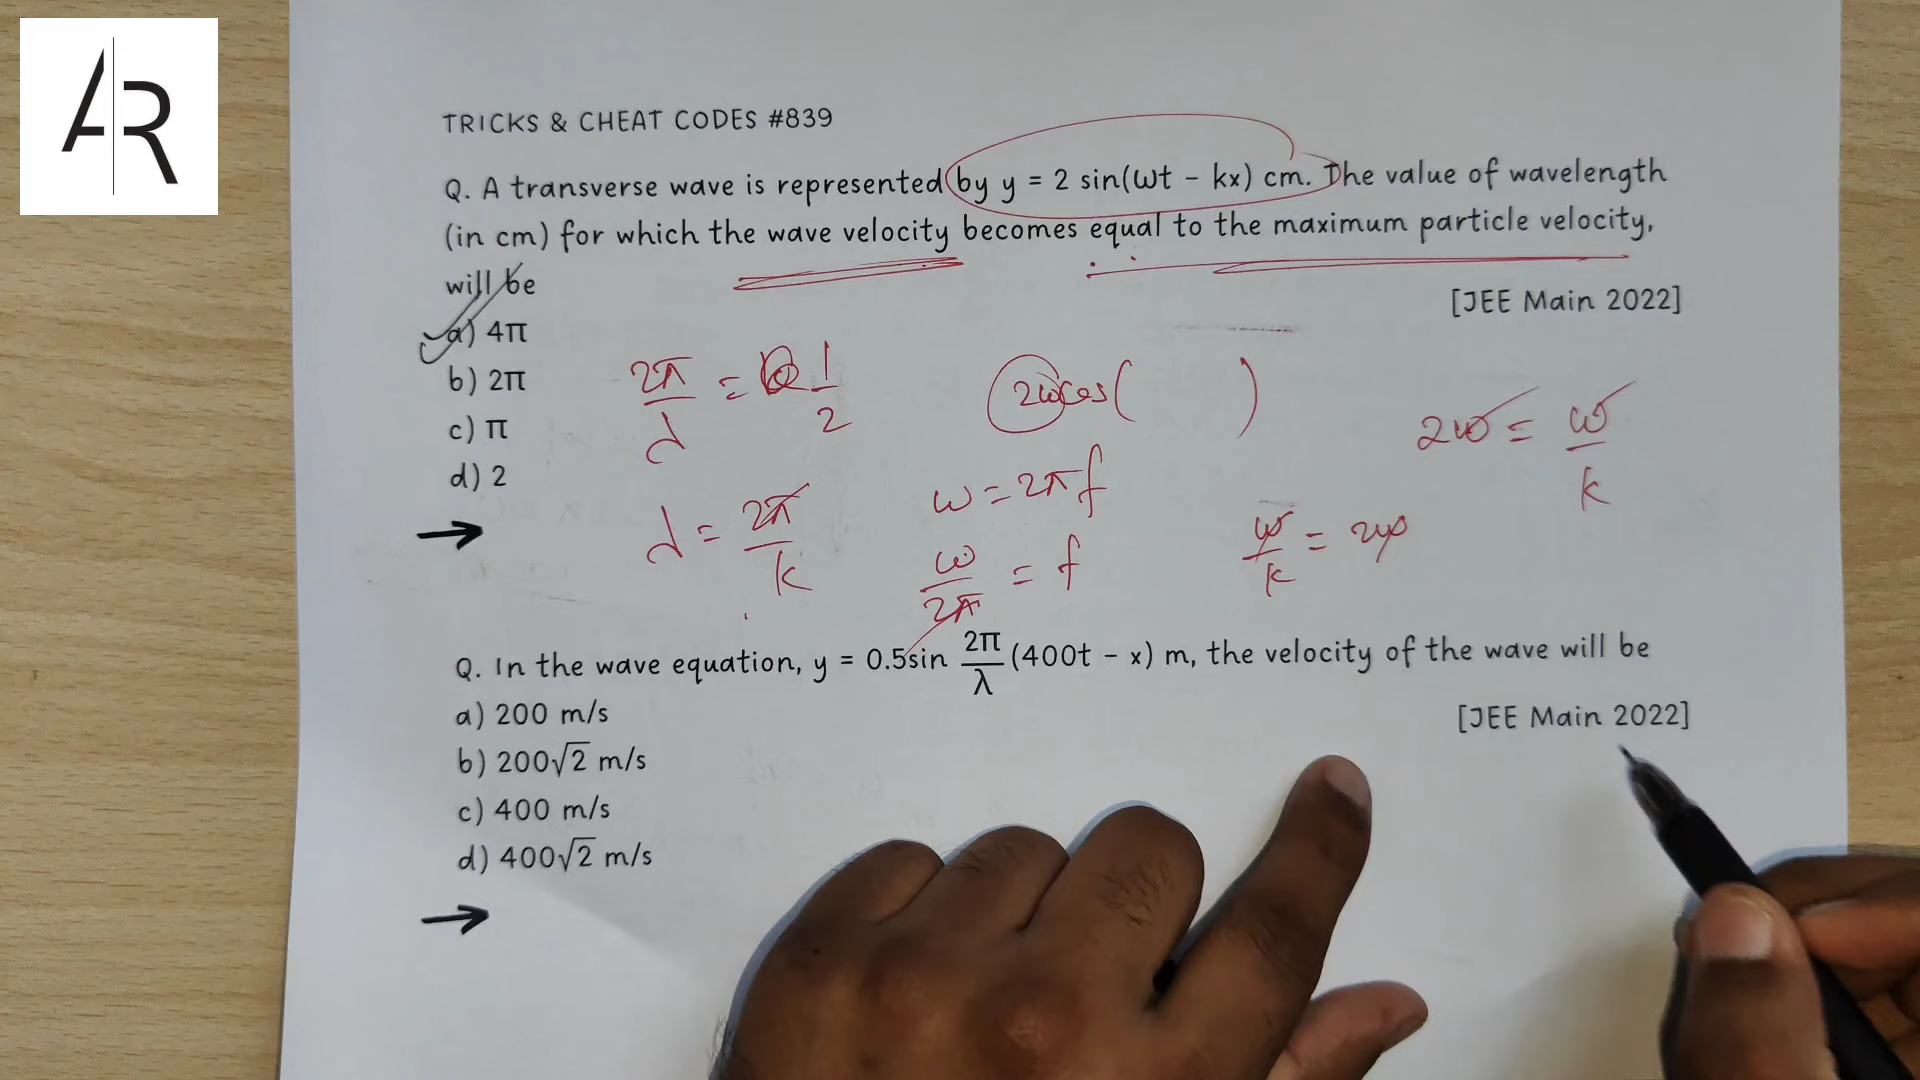 AR
TRICKS & CHEAT CODES #839
Q. A transverse wave is represented by y = 2 sin(ωt - kx) cm. The value of wavelength
(in cm) for which the wave velocity becomes equal to the maximum particle velocity,
will be
[JEE Main 2022]
a) 4π
b) 2π
c) π
d) 2
2π/λ = 1/2
2ωcos( )
2ω = ω/k
λ = 2π/k
ω = 2πf
ω/2π = f
ω/k = 2ω
Q. In the wave equation, y = 0.5sin 2π/λ (400t - x) m, the velocity of the wave will be
[JEE Main 2022]
a) 200 m/s
b) 200√2 m/s
c) 400 m/s
d) 400√2 m/s